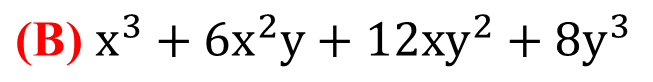 (B) x³ + 6x²y + 12xy² + 8y³